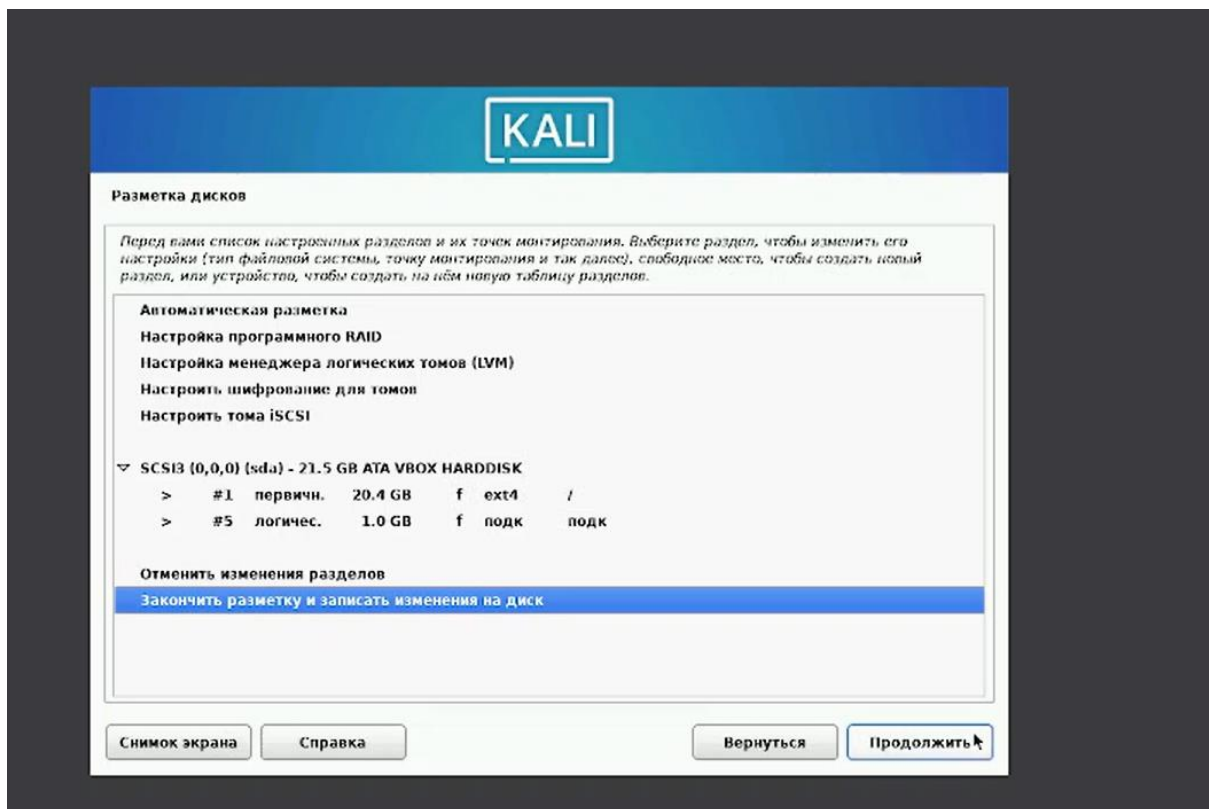 KALI
Разметка дисков
Перед вами список настроенных разделов и их точек монтирования. Выберите раздел, чтобы изменить его
настройки (тип файловой системы, точку монтирования и так далее), свободное место, чтобы создать новый
раздел, или устройство, чтобы создать на нём новую таблицу разделов.
Автоматическая разметка
Настройка программного RAID
Настройка менеджера логических томов (LVM)
Настроить шифрование для томов
Настроить тома iSCSI
SCSI3 (0,0,0) (sda) - 21.5 GB ATA VBOX HARDDISK
> #1 первичн. 20.4 GB f ext4 /
> #5 логичес. 1.0 GB f подк подк
Отменить изменения разделов
Закончить разметку и записать изменения на диск
Снимок экрана Справка Вернуться Продолжить